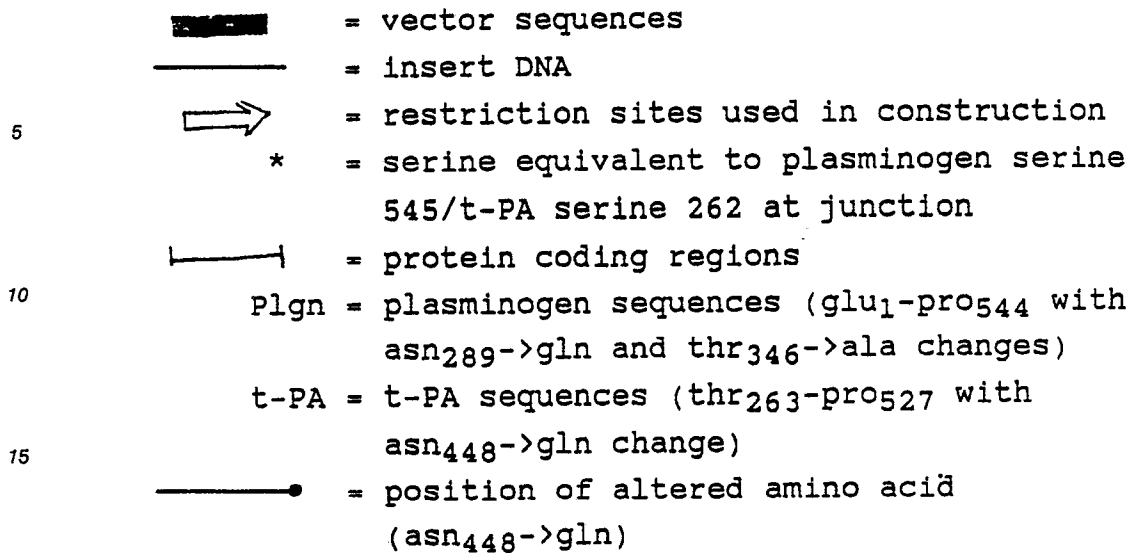 = vector sequences
= insert DNA
5 = restriction sites used in construction
* = serine equivalent to plasminogen serine
545/t-PA serine 262 at junction
= protein coding regions
10 Plgn = plasminogen sequences (glu1-pro544 with
asn289->gln and thr346->ala changes)
t-PA = t-PA sequences (thr263-pro527 with
15 asn448->gln change)
= position of altered amino acid
(asn448->gln)